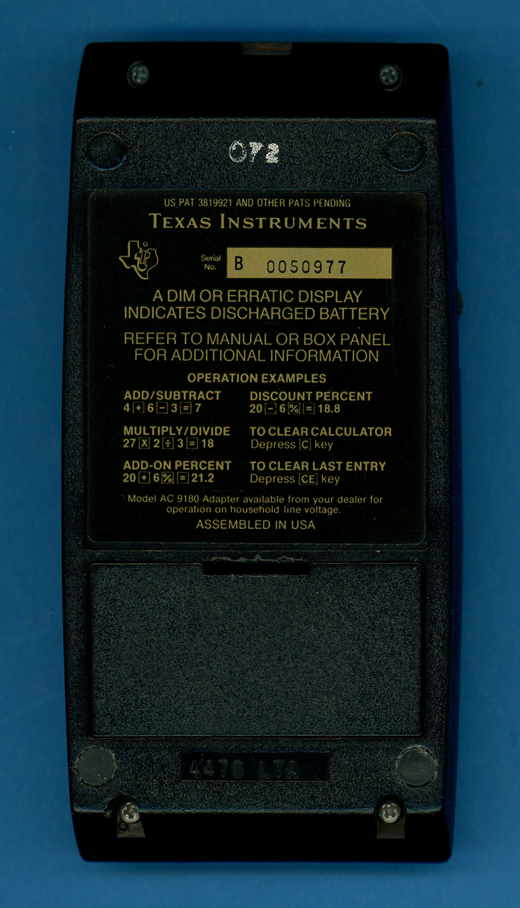 072
US PAT 3819921 AND OTHER PATS PENDING
TEXAS INSTRUMENTS
Serial No. B 0050977
A DIM OR ERRATIC DISPLAY
INDICATES DISCHARGED BATTERY
REFER TO MANUAL OR BOX PANEL
FOR ADDITIONAL INFORMATION
OPERATION EXAMPLES
ADD/SUBTRACT
4 + 6 − 3 = 7
DISCOUNT PERCENT
20 − 6 % = 18.8
MULTIPLY/DIVIDE
27 X 2 ÷ 3 = 18
TO CLEAR CALCULATOR
Depress C key
ADD-ON PERCENT
20 + 6 % = 21.2
TO CLEAR LAST ENTRY
Depress CE key
Model AC 9180 Adapter available from your dealer for
operation on household line voltage.
ASSEMBLED IN USA
4476 LTA